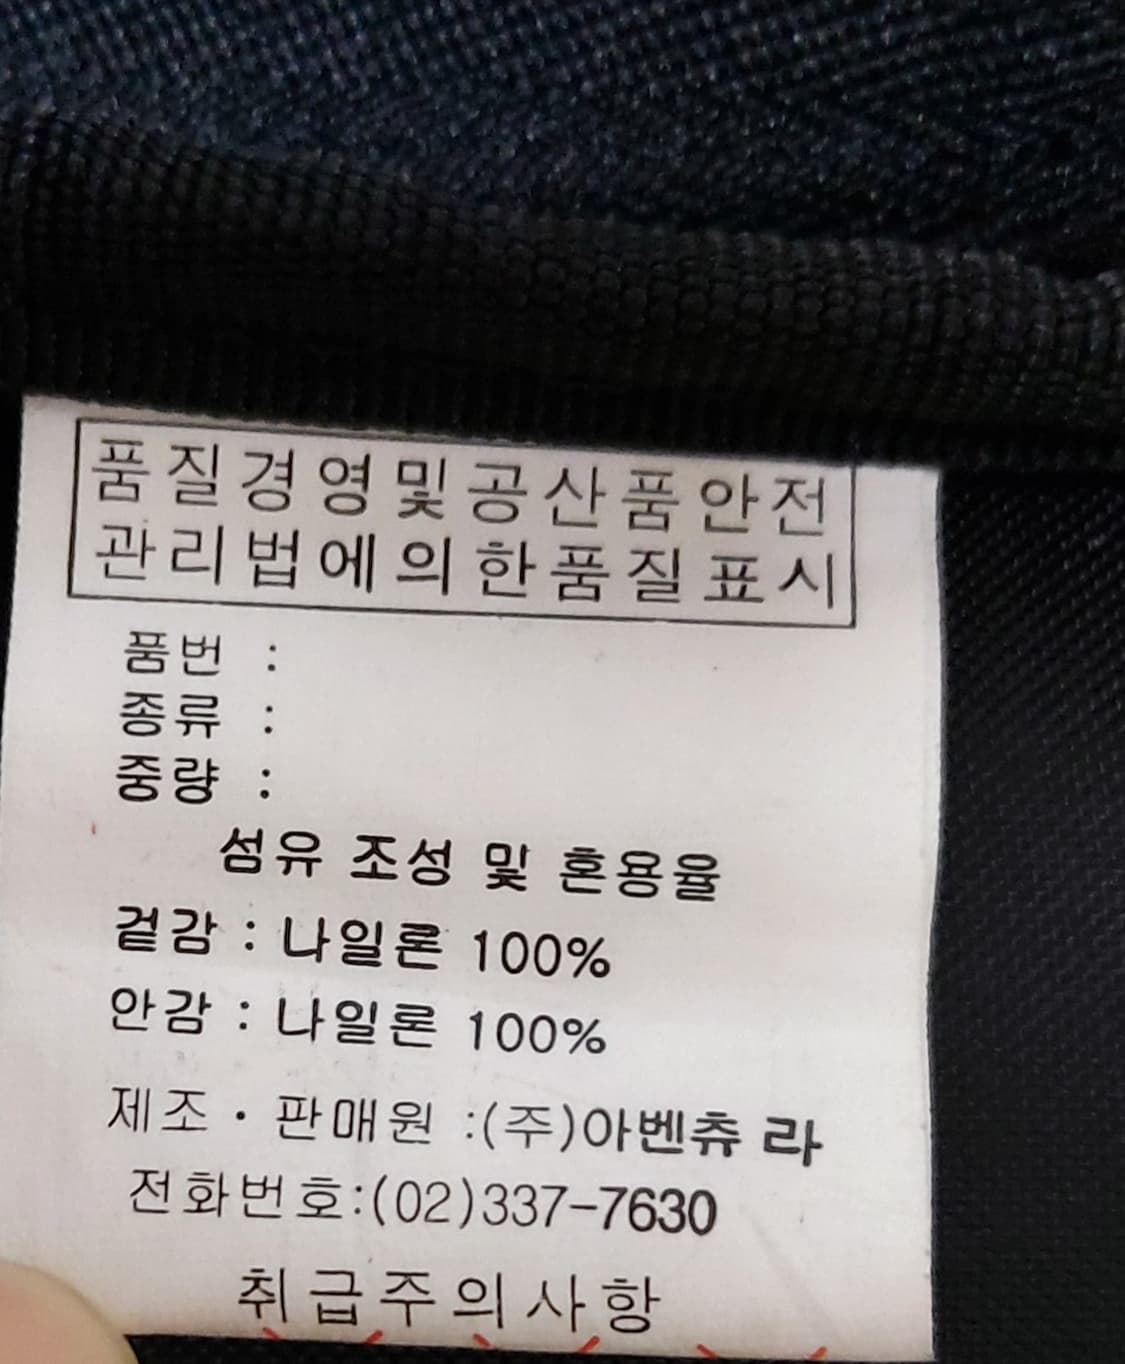 품질경영및공산품안전
관리법에의한품질표시
품번 :
종류 :
중량 :
섬유 조성 및 혼용율
겉감 : 나일론 100%
안감 : 나일론 100%
제조 · 판매원 :(주)아벤츄 라
전화번호:(02)337-7630
취급주의사항